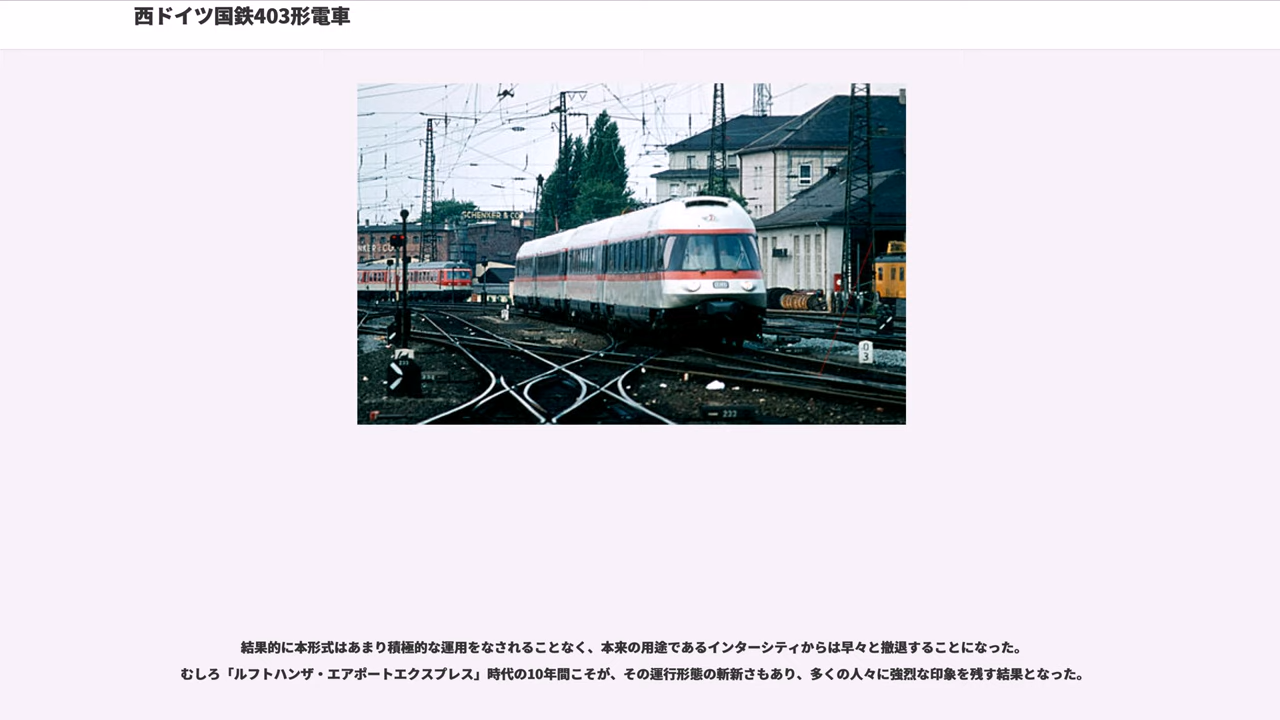 西ドイツ国鉄403形電車
SCHENKER & CO
NKER & CO
03
233
結果的に本形式はあまり積極的な運用をなされることなく、本来の用途であるインターシティからは早々と撤退することになった。
むしろ「ルフトハンザ・エアポートエクスプレス」時代の10年間こそが、その運行形態の斬新さもあり、多くの人々に強烈な印象を残す結果となった。